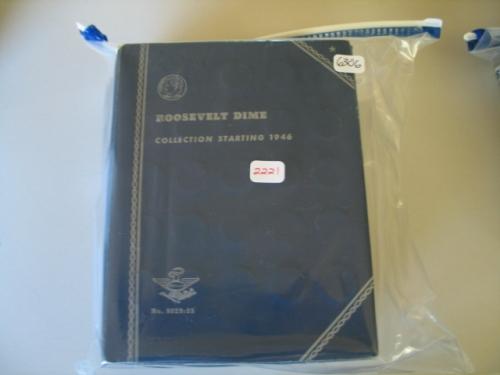 6306
ROOSEVELT DIME
COLLECTION STARTING 1946
2221